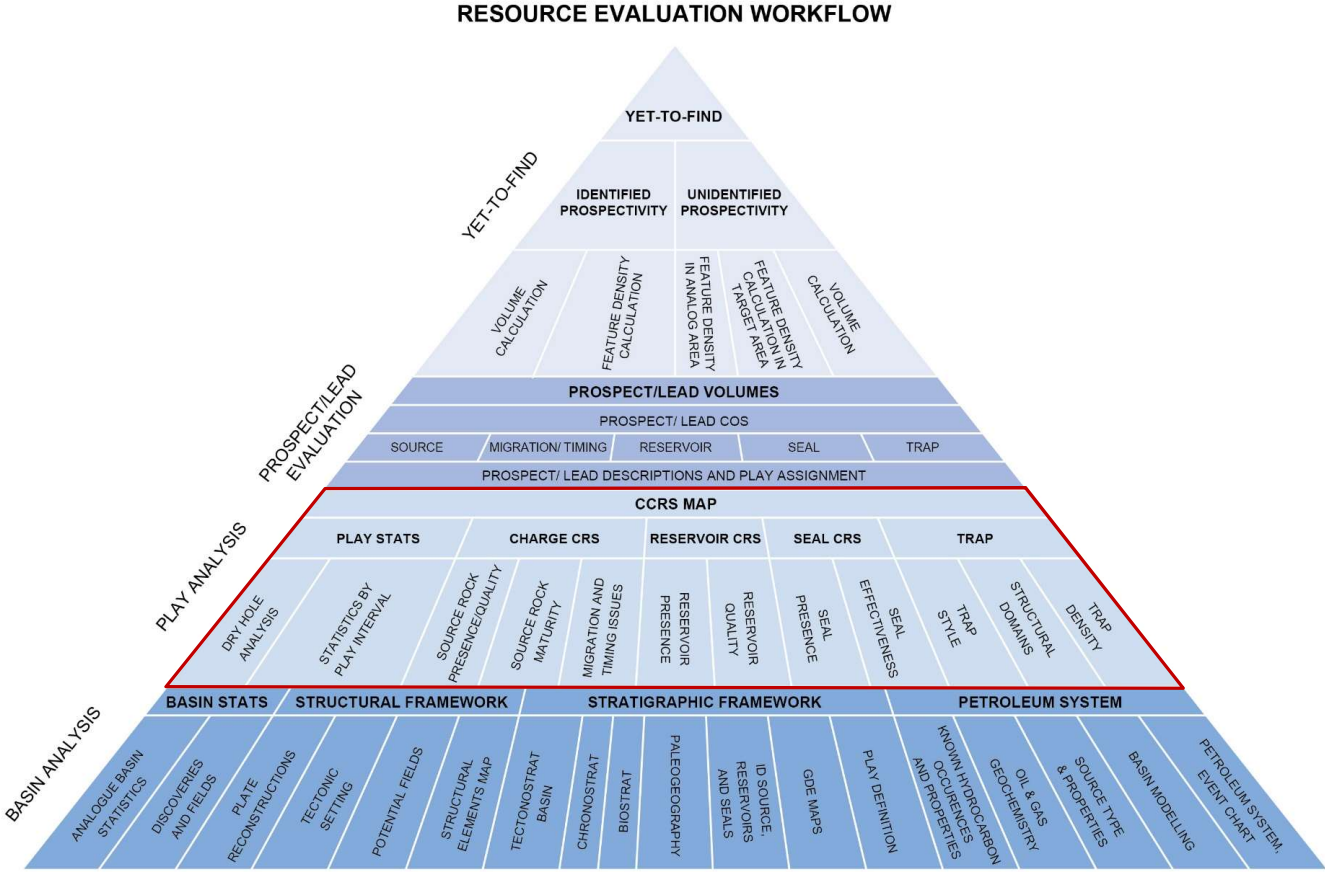 RESOURCE EVALUATION WORKFLOW
YET-TO-FIND
YET-TO-FIND
IDENTIFIED
PROSPECTIVITY
UNIDENTIFIED
PROSPECTIVITY
VOLUME
CALCULATION
FEATURE DENSITY
CALCULATION
FEATURE DENSITY
IN ANALOG AREA
FEATURE DENSITY
CALCULATION IN
TARGET AREA
VOLUME
CALCULATION
PROSPECT/LEAD
EVALUATION
PROSPECT/LEAD VOLUMES
PROSPECT/ LEAD COS
SOURCE
MIGRATION/ TIMING
RESERVOIR
SEAL
TRAP
PROSPECT/ LEAD DESCRIPTIONS AND PLAY ASSIGNMENT
PLAY ANALYSIS
CCRS MAP
PLAY STATS
CHARGE CRS
RESERVOIR CRS
SEAL CRS
TRAP
DRY HOLE
ANALYSIS
STATISTICS BY
PLAY INTERVAL
SOURCE ROCK
PRESENCE/QUALITY
SOURCE ROCK
MATURITY
MIGRATION AND
TIMING ISSUES
RESERVOIR
PRESENCE
RESERVOIR
QUALITY
SEAL
PRESENCE
SEAL
EFFECTIVENESS
TRAP
STYLE
STRUCTURAL
DOMAINS
TRAP
DENSITY
BASIN ANALYSIS
BASIN STATS
STRUCTURAL FRAMEWORK
STRATIGRAPHIC FRAMEWORK
PETROLEUM SYSTEM
ANALOGUE BASIN
STATISTICS
DISCOVERIES
AND FIELDS
PLATE
RECONSTRUCTIONS
TECTONIC
SETTING
POTENTIAL FIELDS
STRUCTURAL
ELEMENTS MAP
TECTONOSTRAT
BASIN
CHRONOSTRAT
BIOSTRAT
PALEOGEOGRAPHY
ID SOURCE,
RESERVOIRS
AND SEALS
GDE MAPS
PLAY DEFINITION
KNOWN HYDROCARBON
OCCURENCES
AND PROPERTIES
OIL & GAS
GEOCHEMISTRY
SOURCE TYPE
& PROPERTIES
BASIN MODELLING
PETROLEUM SYSTEM,
EVENT CHART